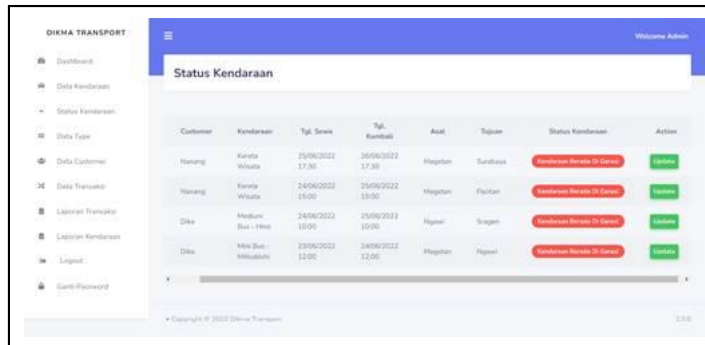 DIKMA TRANSPORT
Welcome Admin
Dashboard
Data Kendaraan
Status Kendaraan
Data Type
Data Customer
Data Transaksi
Laporan Transaksi
Laporan Kendaraan
Logout
Ganti Password
Status Kendaraan
Customer Kendaraan Tgl. Sewa Tgl. Kembali Asal Tujuan Status Kendaraan Action
Nanang Kereta Wisata 25/06/2022 17:30 26/06/2022 17:30 Magetan Surabaya Kendaraan Berada Di Garasi Update
Nanang Kereta Wisata 24/06/2022 15:00 25/06/2022 15:00 Magetan Pacitan Kendaraan Berada Di Garasi Update
Dika Medium Bus - Hino 24/06/2022 10:00 25/06/2022 10:00 Ngawi Sragen Kendaraan Berada Di Garasi Update
Dika Mini Bus - Mitsubishi 23/06/2022 12:00 24/06/2022 12:00 Magetan Ngawi Kendaraan Berada Di Garasi Update
Copyright © 2022 Dikma Transport.